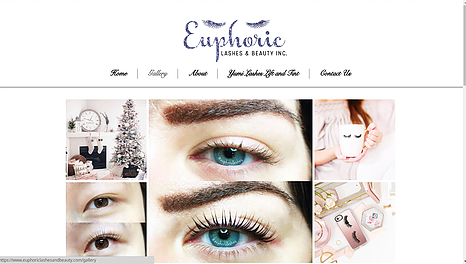 Euphoric
LASHES & BEAUTY INC.
Home
Gallery
About
Yumi Lashes Lift and Tint
Contact Us
https://www.euphoriclashesandbeauty.com/gallery